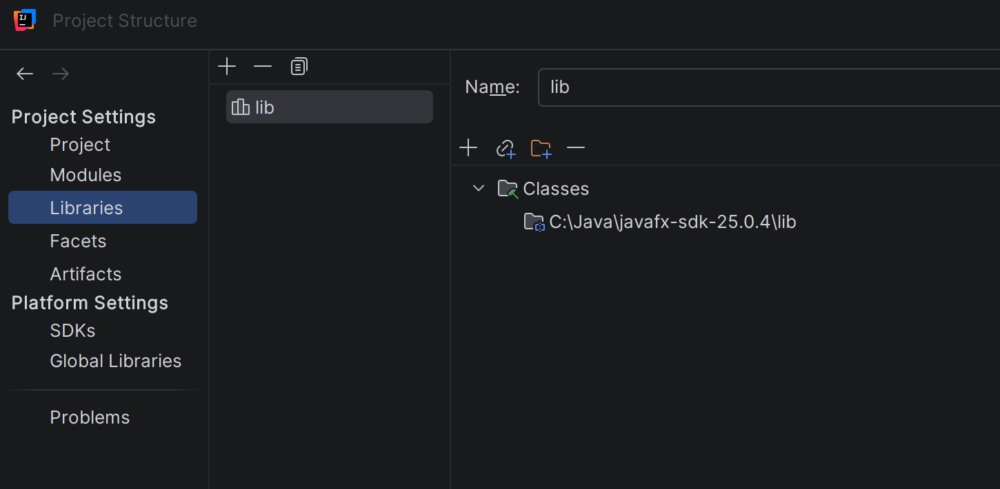 Project Structure
Project Settings
Project
Modules
Libraries
Facets
Artifacts
Platform Settings
SDKs
Global Libraries
Problems
lib
Name: lib
Classes
C:\Java\javafx-sdk-25.0.4\lib